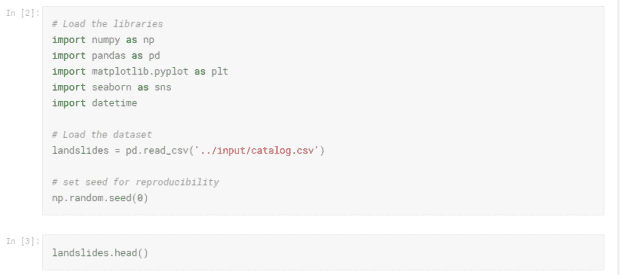 In [2]:
# Load the libraries
import numpy as np
import pandas as pd
import matplotlib.pyplot as plt
import seaborn as sns
import datetime
# Load the dataset
landslides = pd.read_csv('../input/catalog.csv')
# set seed for reproducibility
np.random.seed(0)
In [3]:
landslides.head()